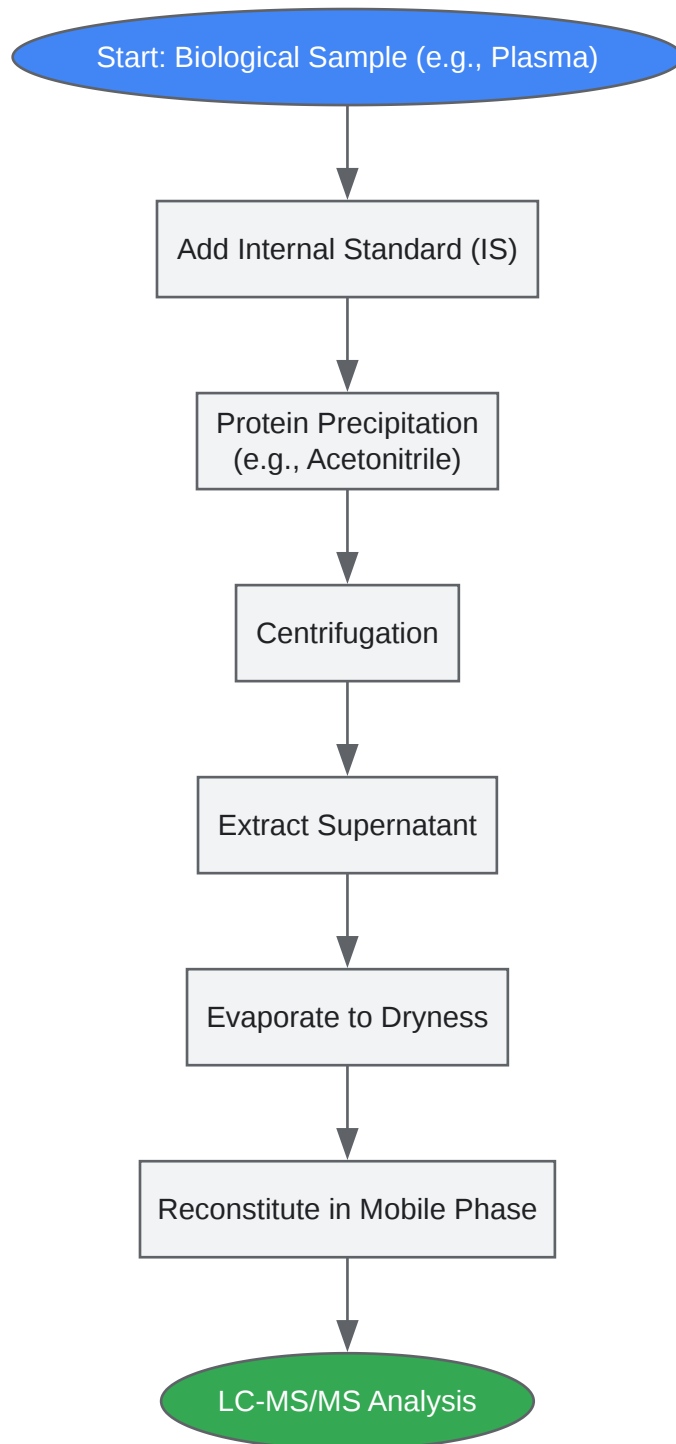 Start: Biological Sample (e.g., Plasma)
Add Internal Standard (IS)
Protein Precipitation
(e.g., Acetonitrile)
Centrifugation
Extract Supernatant
Evaporate to Dryness
Reconstitute in Mobile Phase
LC-MS/MS Analysis